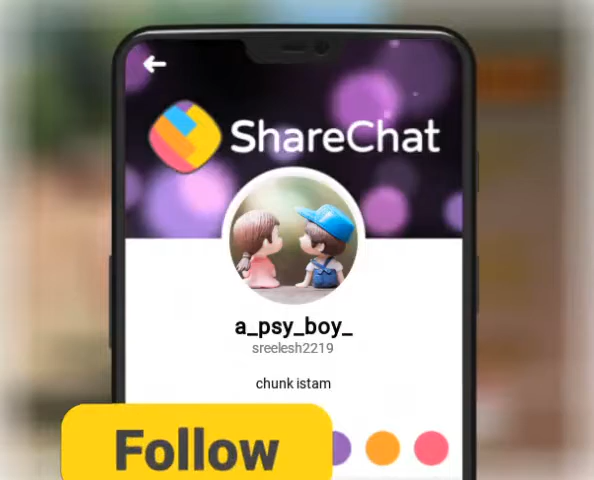 ShareChat
a_psy_boy_
sreelesh2219
chunk istam
Follow